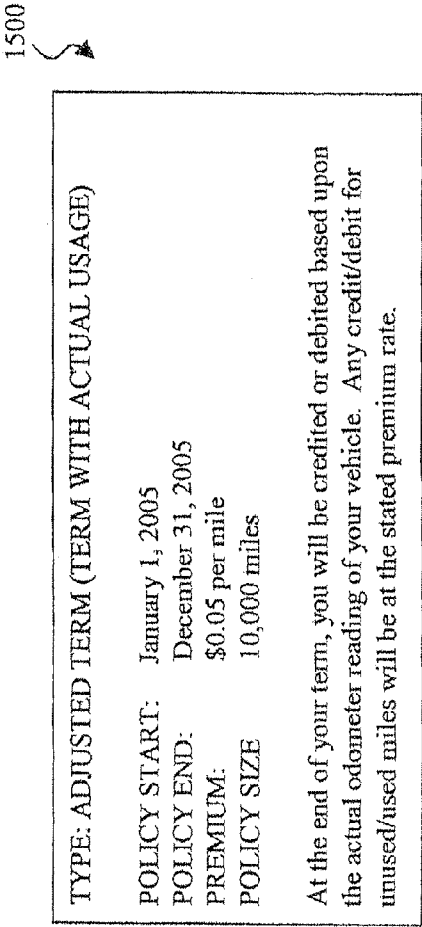 1500
TYPE: ADJUSTED TERM (TERM WITH ACTUAL USAGE)
POLICY START: January 1, 2005
POLICY END: December 31, 2005
PREMIUM: $0.05 per mile
POLICY SIZE 10,000 miles
At the end of your term, you will be credited or debited based upon
the actual odometer reading of your vehicle. Any credit/debit for
unused/used miles will be at the stated premium rate.